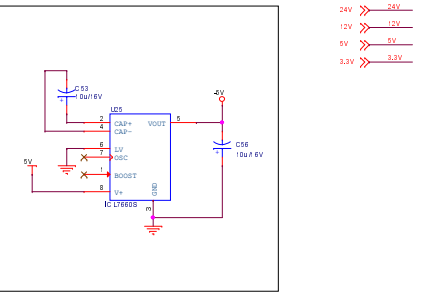 24V 24V
12V 12V
5V 5V
3.3V 3.3V
C53
10u/16V
-5V
U25
2 CAP+ VOUT 5
4 CAP-
6 LV
7 OSC
1 BOOST
8 V+
GND
3
5V
ICL7660S
C56
10u/16V